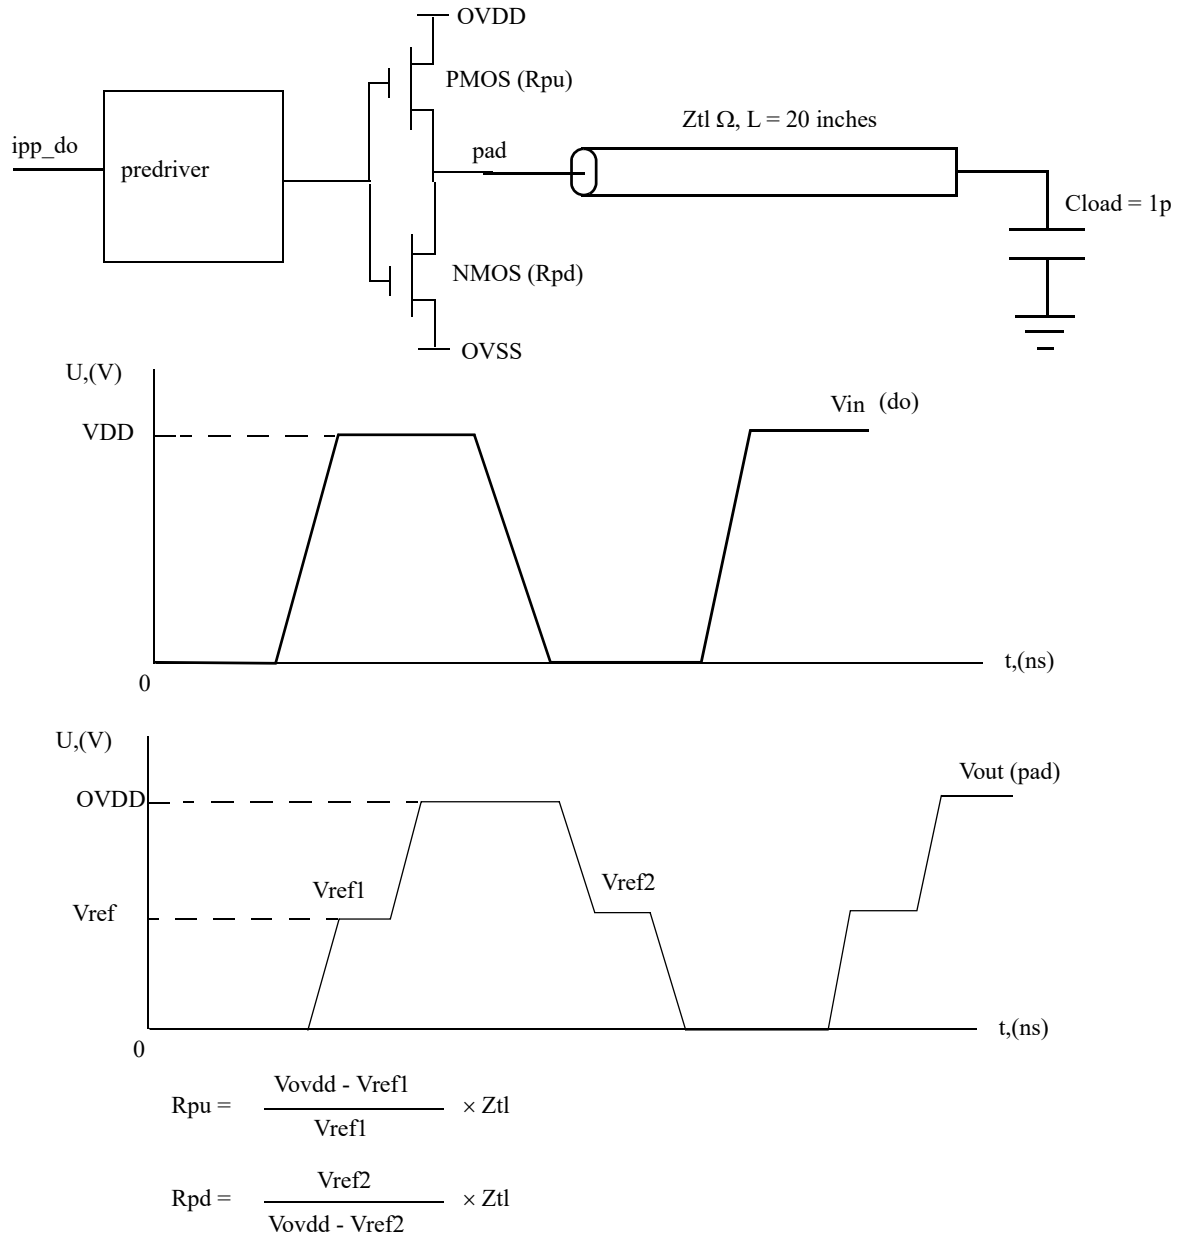 OVDD
PMOS (Rpu)
Ztl Ω, L = 20 inches
ipp_do
pad
predriver
Cload = 1p
NMOS (Rpd)
OVSS
U,(V)
Vin (do)
VDD
t,(ns)
0
U,(V)
Vout (pad)
OVDD
Vref1
Vref2
Vref
t,(ns)
0
Vovdd - Vref1
Rpu = × Ztl
Vref1
Vref2
Rpd = × Ztl
Vovdd - Vref2